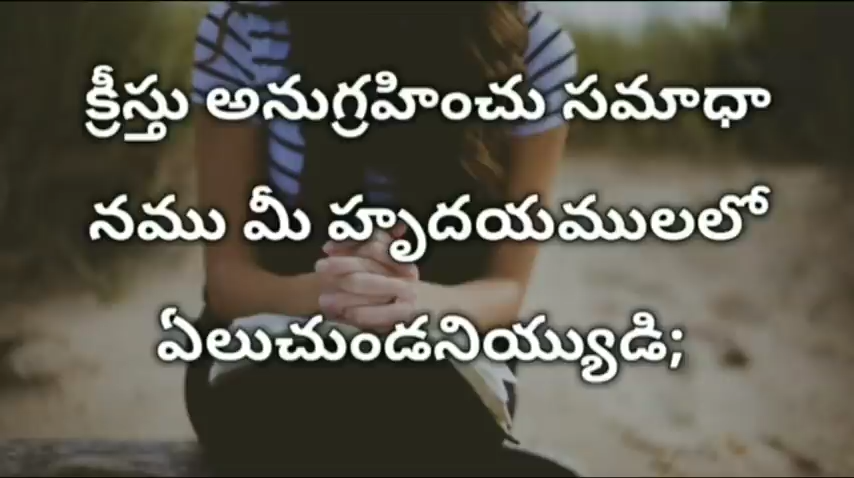 క్రీస్తు అనుగ్రహించు సమాధా
నము మీ హృదయములలో
ఏలుచుండనియ్యుడి;